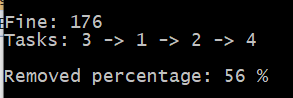 Fine: 176
Tasks: 3 -> 1 -> 2 -> 4
Removed percentage: 56 %